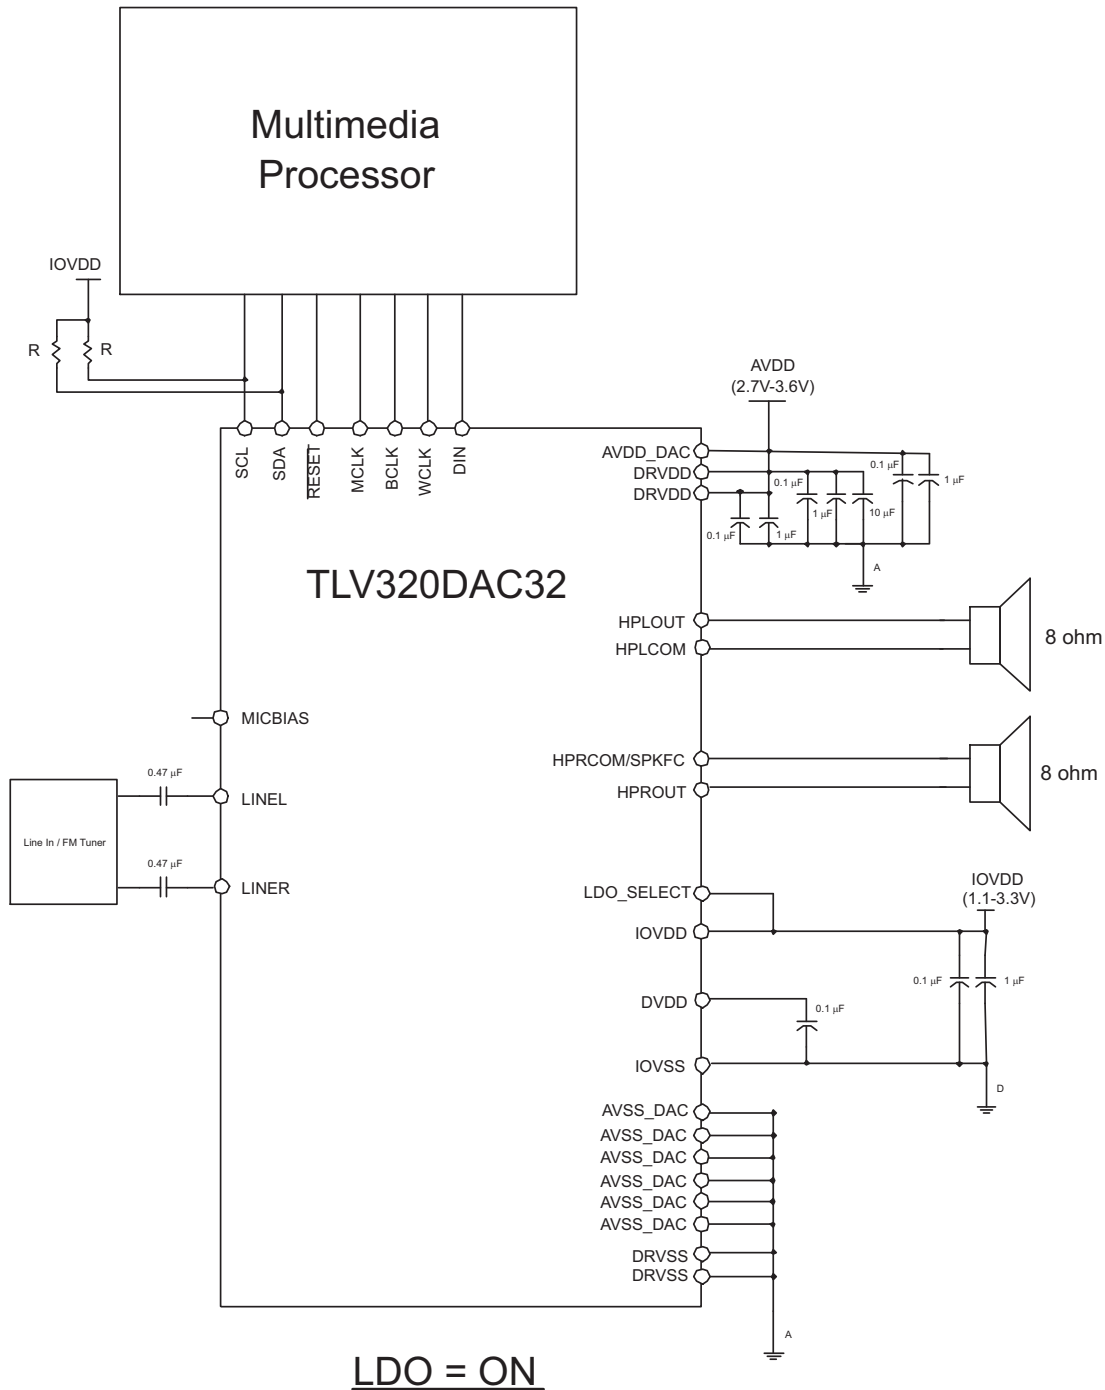 Multimedia
Processor
IOVDD
R
R
AVDD
(2.7V-3.6V)
SCL
SDA
RESET
MCLK
BCLK
WCLK
DIN
AVDD_DAC
DRVDD
DRVDD
0.1 μF
1 μF
0.1 μF
1 μF
10 μF
0.1 μF
1 μF
A
TLV320DAC32
HPLOUT
HPLCOM
8 ohm
MICBIAS
HPRCOM/SPKFC
HPROUT
8 ohm
0.47 μF
LINEL
Line In / FM Tuner
0.47 μF
LINER
LDO_SELECT
IOVDD
IOVDD
(1.1-3.3V)
0.1 μF
1 μF
DVDD
0.1 μF
IOVSS
D
AVSS_DAC
AVSS_DAC
AVSS_DAC
AVSS_DAC
AVSS_DAC
AVSS_DAC
DRVSS
DRVSS
A
LDO = ON